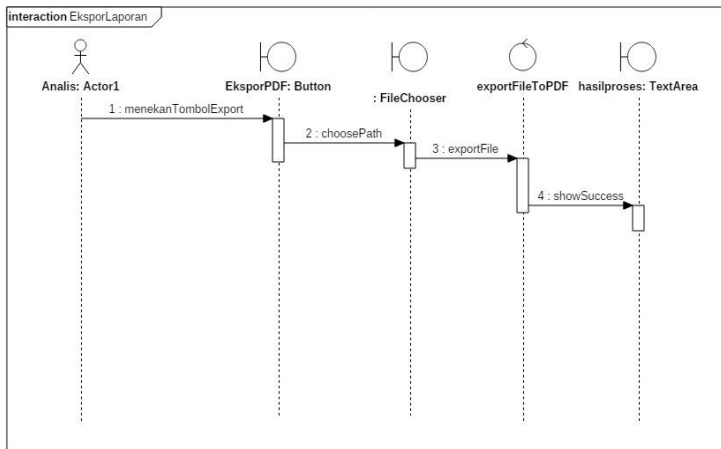 interaction EksporLaporan
Analis: Actor1
EksporPDF: Button
: FileChooser
exportFileToPDF
hasilproses: TextArea
1 : menekanTombolExport
2 : choosePath
3 : exportFile
4 : showSuccess